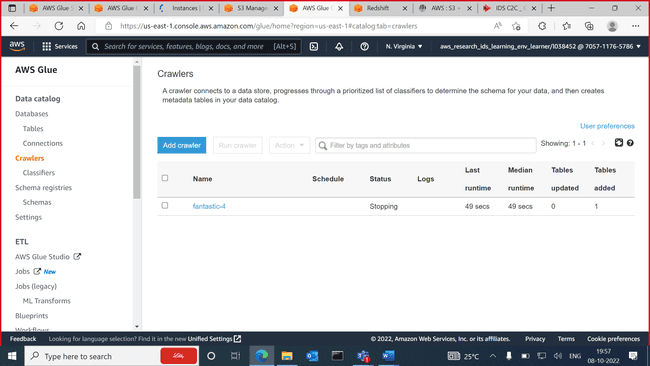 AWS Glue S
AWS Glue S
Instances |
S3 Manage
AWS Glue C
Redshift
AWS : S3
IDS C2C_
https://us-east-1.console.aws.amazon.com/glue/home?region=us-east-1#catalog:tab=crawlers
aws
Services
Search for services, features, blogs, docs, and more
[Alt+S]
N. Virginia
aws_research_ids_learning_env_learner/l038452 @ 7057-1176-5786
AWS Glue
Data catalog
Databases
Tables
Connections
Crawlers
Classifiers
Schema registries
Schemas
Settings
ETL
AWS Glue Studio
Jobs New
Jobs (legacy)
ML Transforms
Blueprints
Workflows
Crawlers
A crawler connects to a data store, progresses through a prioritized list of classifiers to determine the schema for your data, and then creates
metadata tables in your data catalog.
User preferences
Add crawler
Run crawler
Action
Filter by tags and attributes
Showing: 1 - 1
Name Schedule Status Logs Last runtime Median runtime Tables updated Tables added
fantastic-4 Stopping 49 secs 49 secs 0 1
Feedback
Looking for language selection? Find it in the new Unified Settings
© 2022, Amazon Web Services, Inc. or its affiliates.
Privacy
Terms
Cookie preferences
Type here to search
25°C
ENG
19:57
08-10-2022